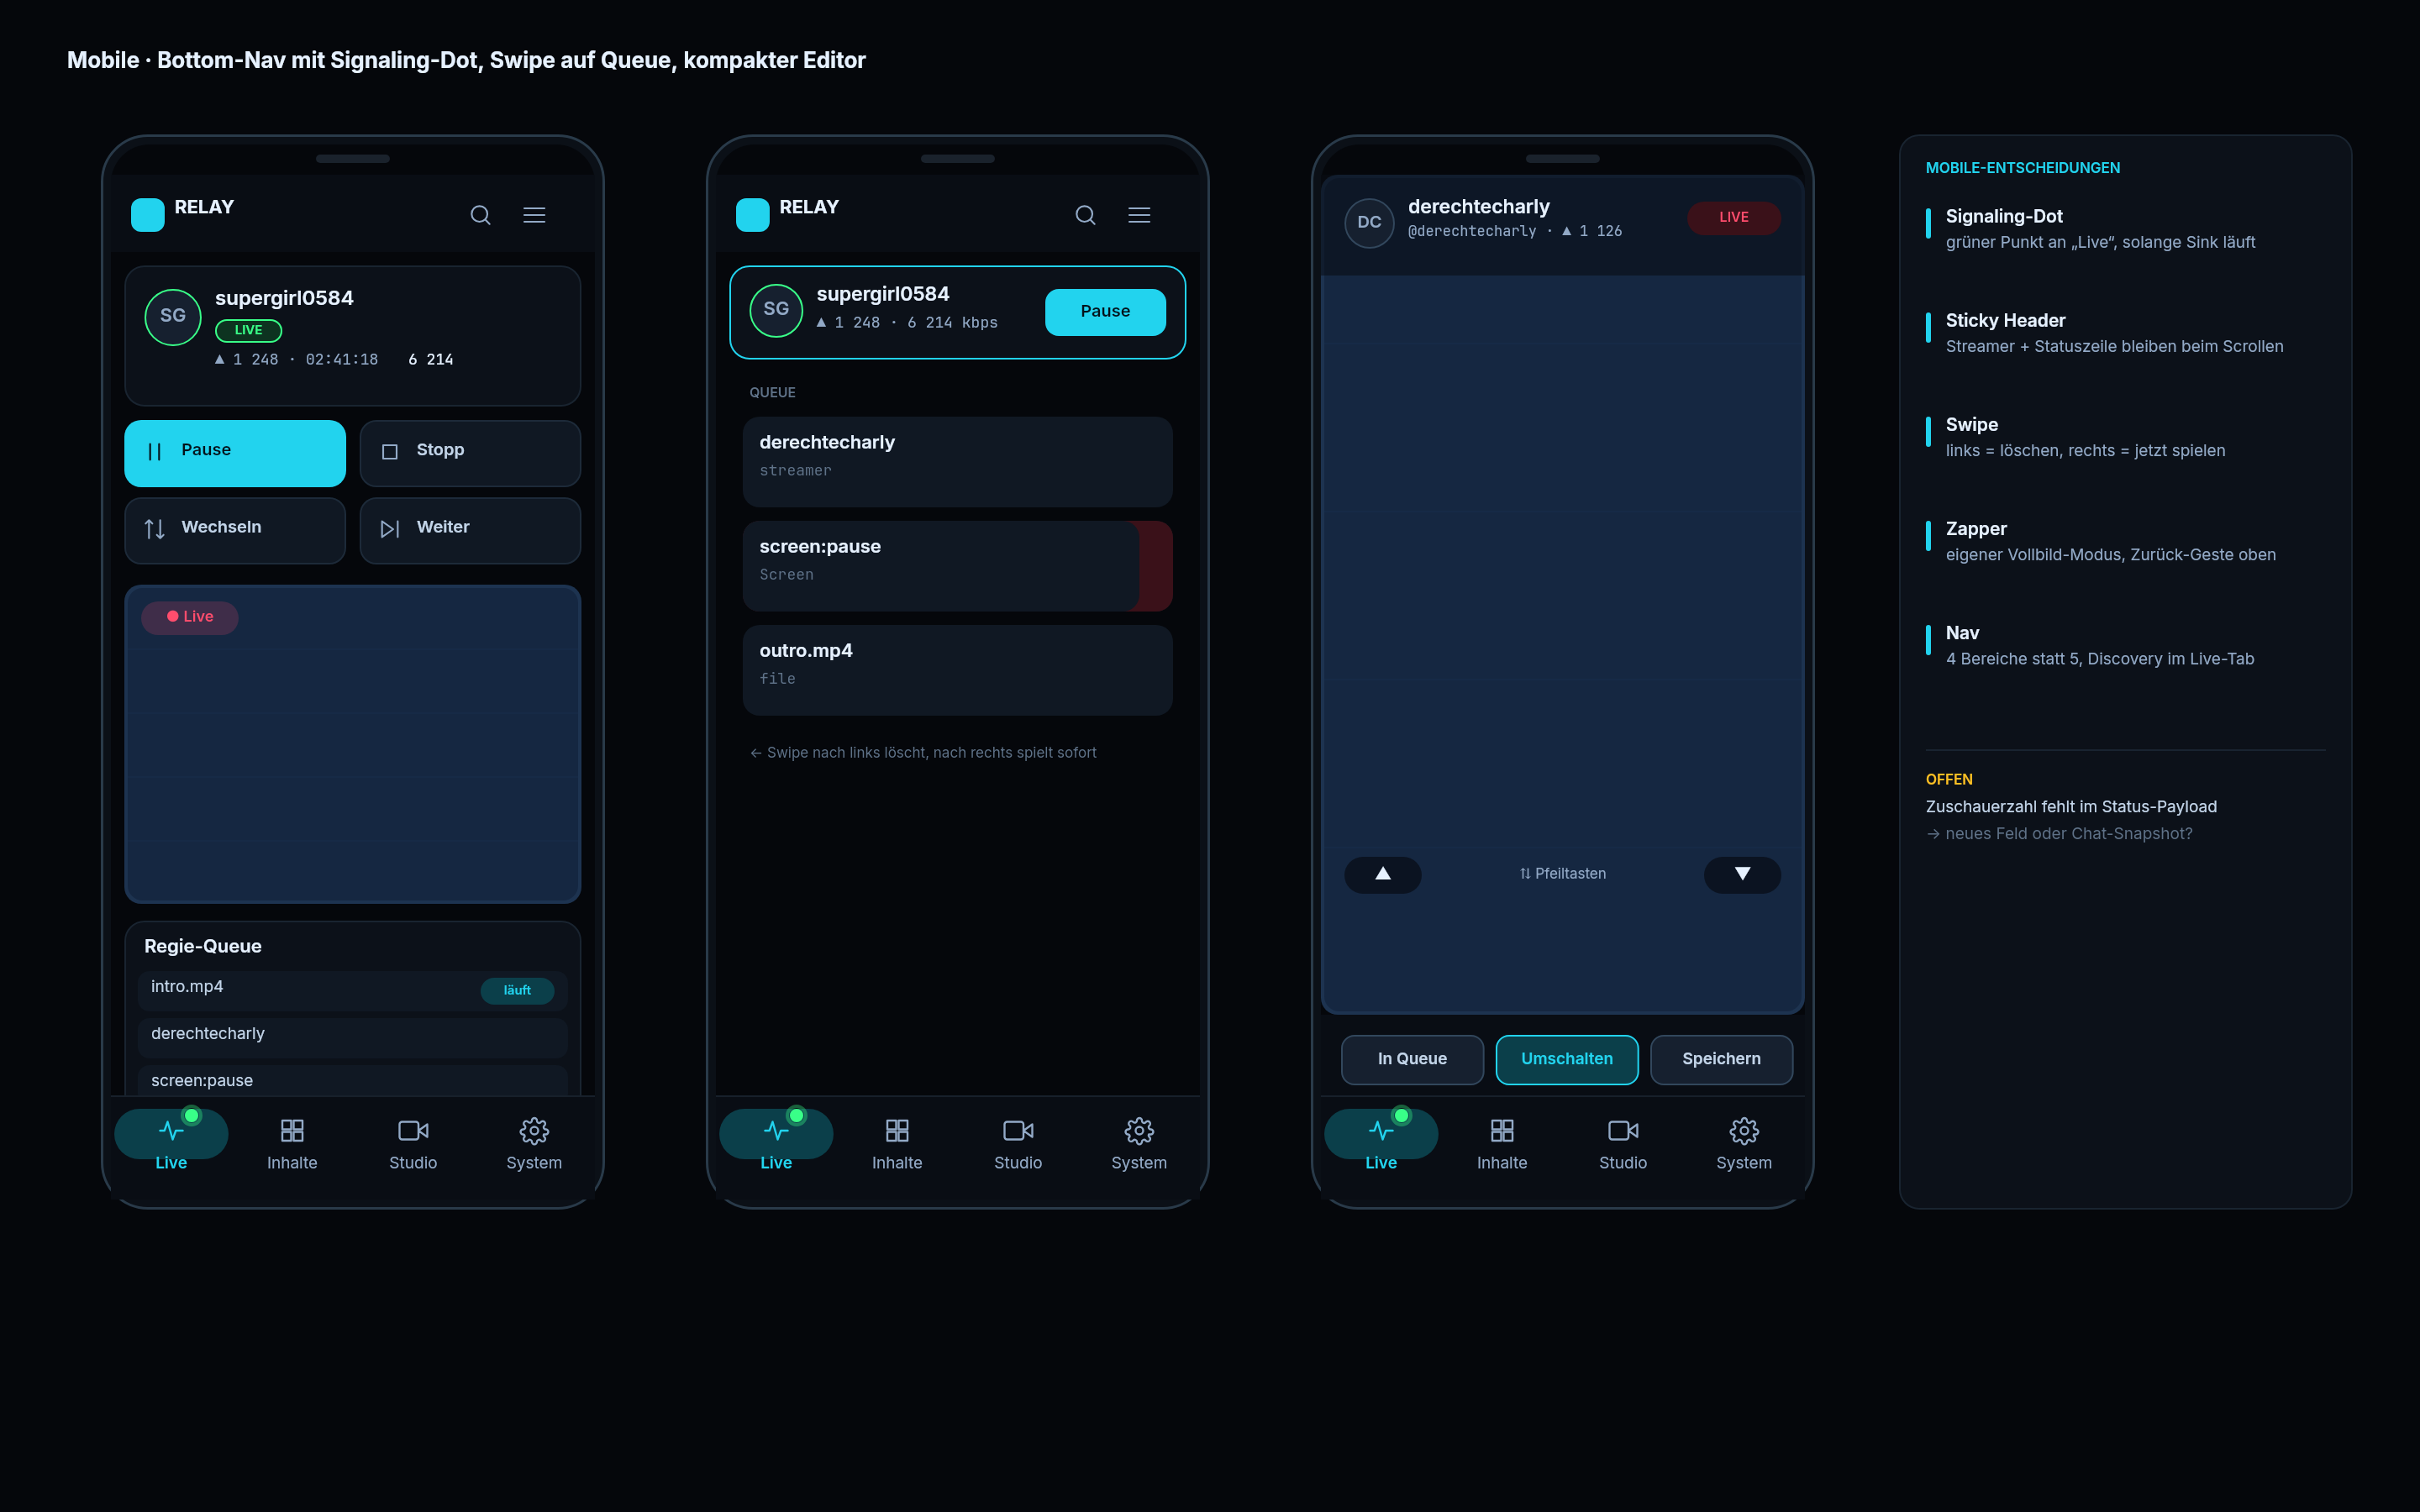 Mobile · Bottom-Nav mit Signaling-Dot, Swipe auf Queue, kompakter Editor
RELAY
SG
supergirl0584
LIVE
▲ 1 248 · 02:41:18 6 214
Pause
Stopp
Wechseln
Weiter
Live
Regie-Queue
intro.mp4
läuft
derechtecharly
screen:pause
Live
Inhalte
Studio
System
RELAY
SG
supergirl0584
▲ 1 248 · 6 214 kbps
Pause
QUEUE
derechtecharly
streamer
screen:pause
Screen
outro.mp4
file
← Swipe nach links löscht, nach rechts spielt sofort
Live
Inhalte
Studio
System
DC
derechtecharly
@derechtecharly · ▲ 1 126
LIVE
▲
⇅ Pfeiltasten
▼
In Queue
Umschalten
Speichern
Live
Inhalte
Studio
System
MOBILE-ENTSCHEIDUNGEN
Signaling-Dot
grüner Punkt an „Live“, solange Sink läuft
Sticky Header
Streamer + Statuszeile bleiben beim Scrollen
Swipe
links = löschen, rechts = jetzt spielen
Zapper
eigener Vollbild-Modus, Zurück-Geste oben
Nav
4 Bereiche statt 5, Discovery im Live-Tab
OFFEN
Zuschauerzahl fehlt im Status-Payload
→ neues Feld oder Chat-Snapshot?